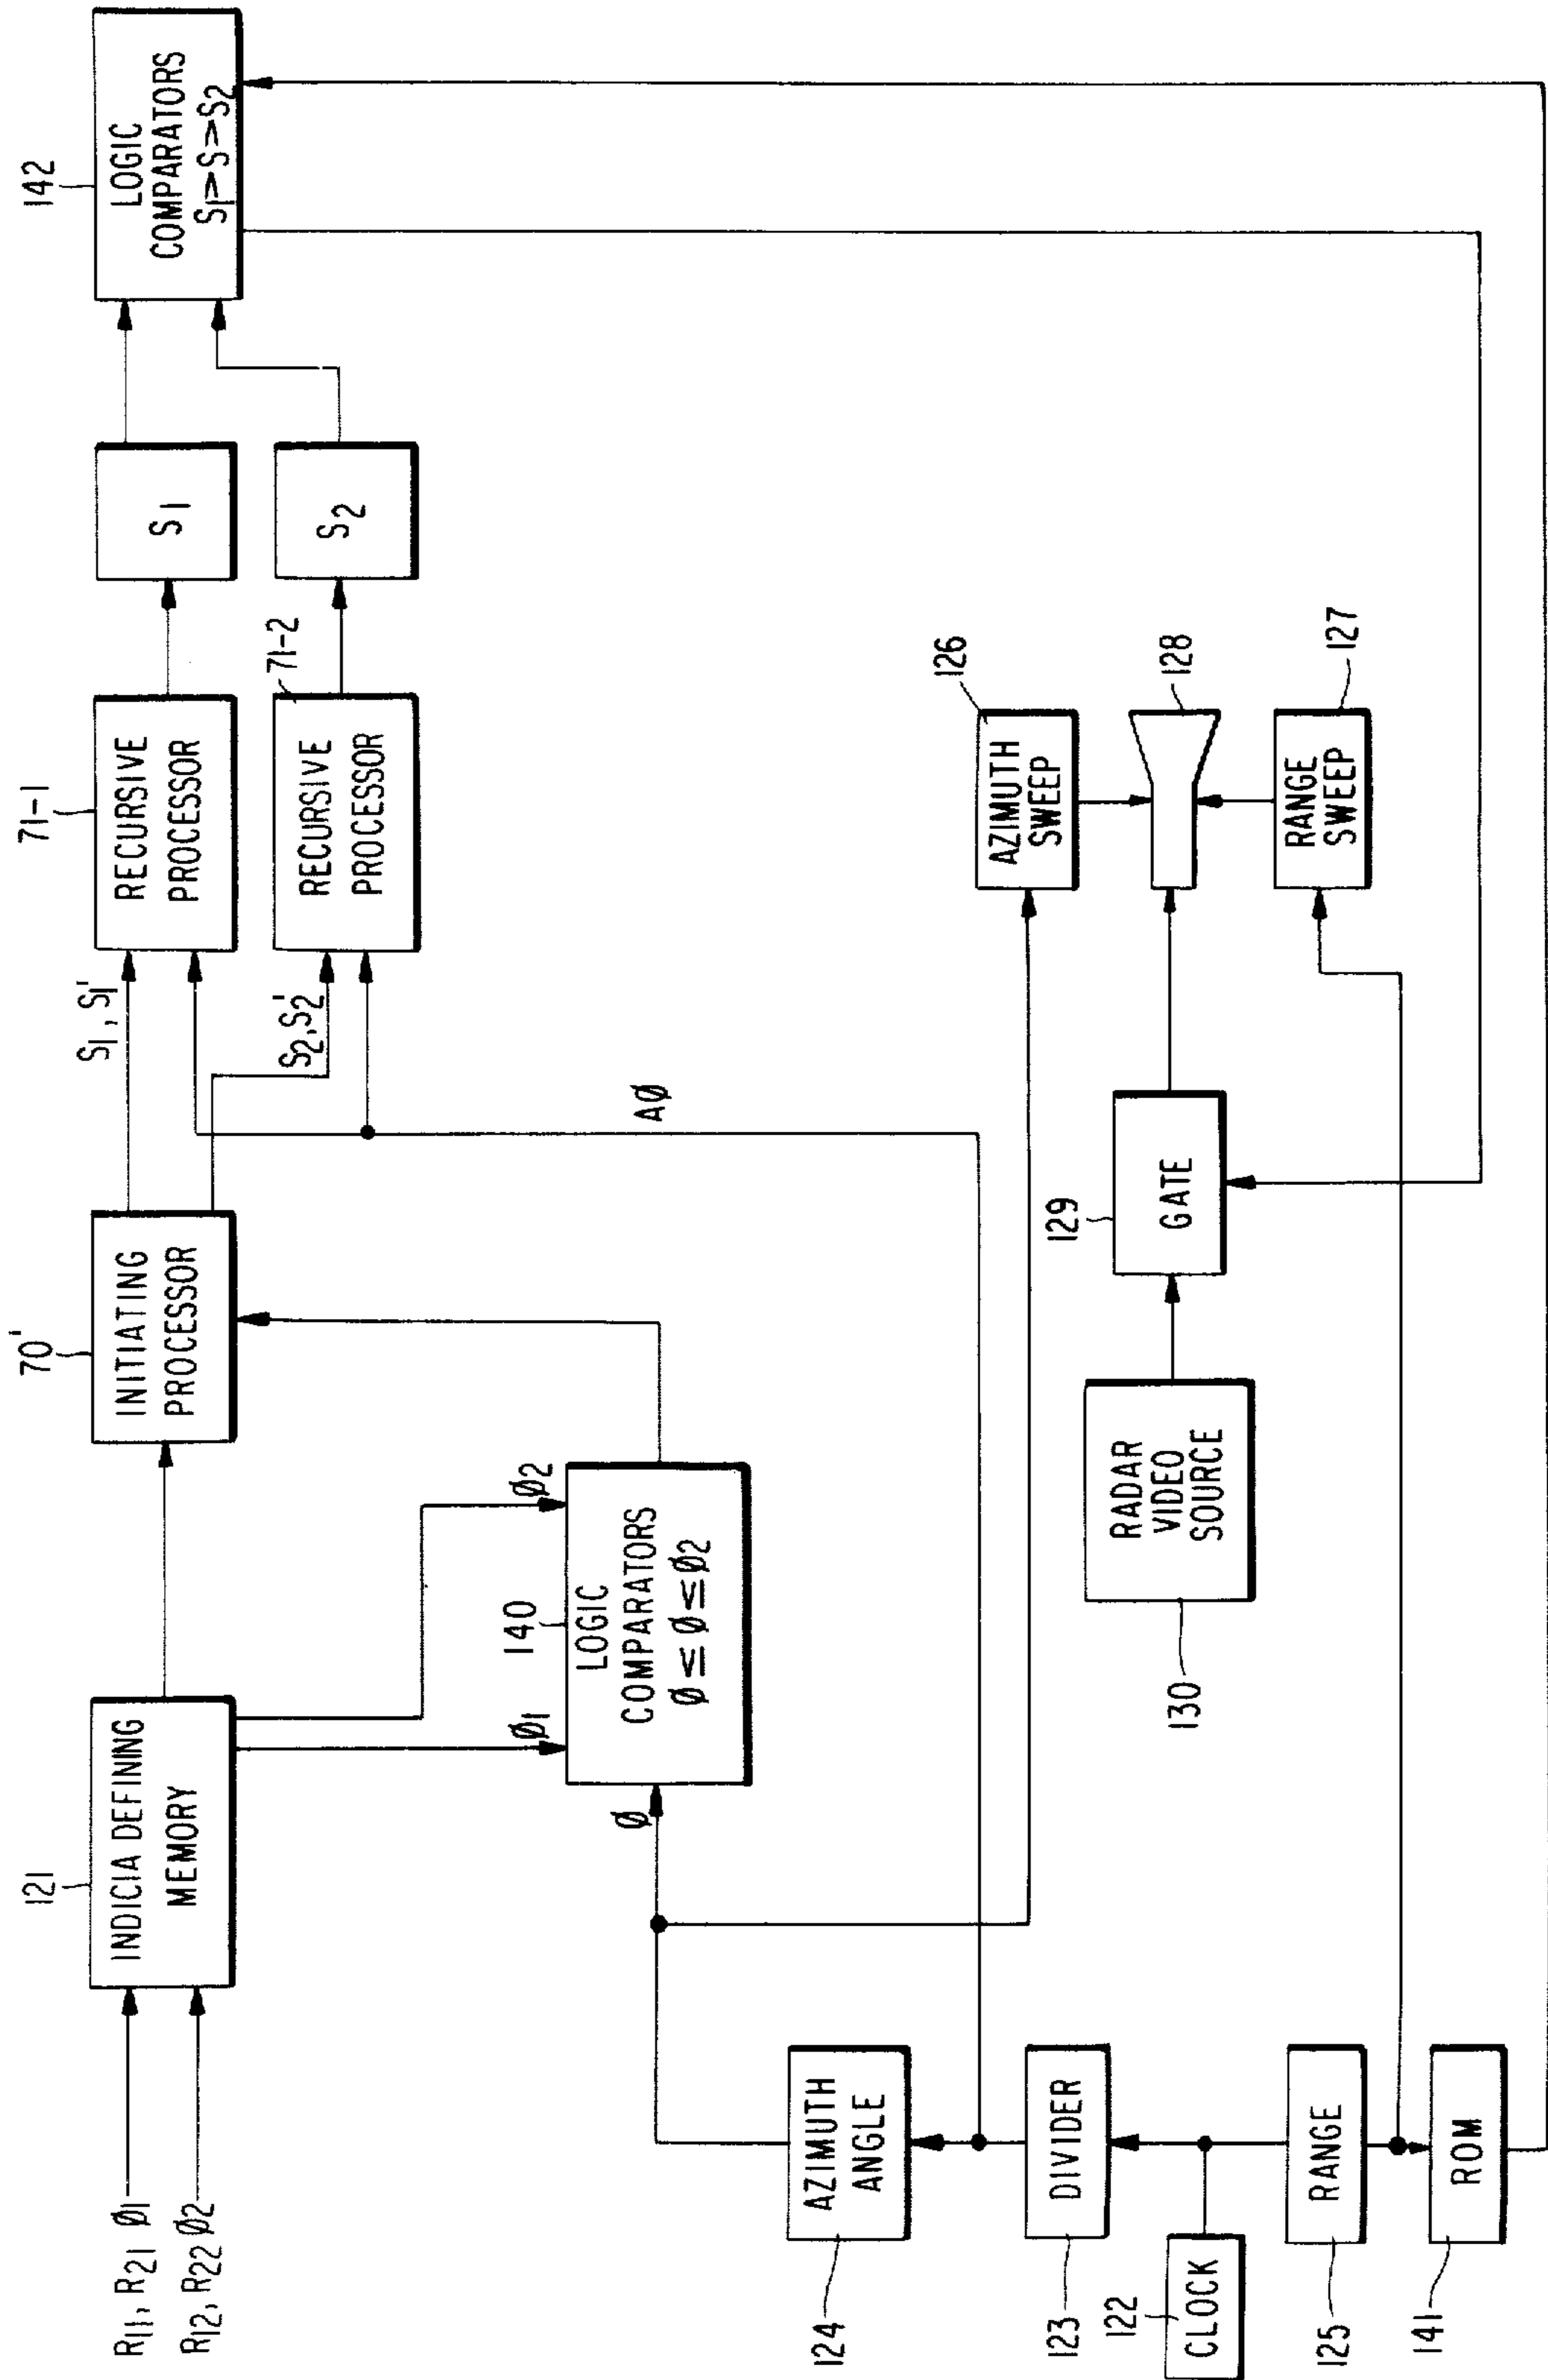 R11, R21 Ø1
R12, R22 Ø2
121
INDICIA DEFINING
MEMORY
70'
INITIATING
PROCESSOR
S1, S1'
S2, S2'
71-1
RECURSIVE
PROCESSOR
71-2
RECURSIVE
PROCESSOR
S1
S2
142
LOGIC
COMPARATORS
S1≥S≥S2
Ø1
Ø2
Ø
140
LOGIC
COMPARATORS
Ø ≤ Ø ≤ Ø2
AØ
124
AZIMUTH
ANGLE
123
DIVIDER
122
CLOCK
125
RANGE
141
ROM
130
RADAR
VIDEO
SOURCE
129
GATE
126
AZIMUTH
SWEEP
128
127
RANGE
SWEEP